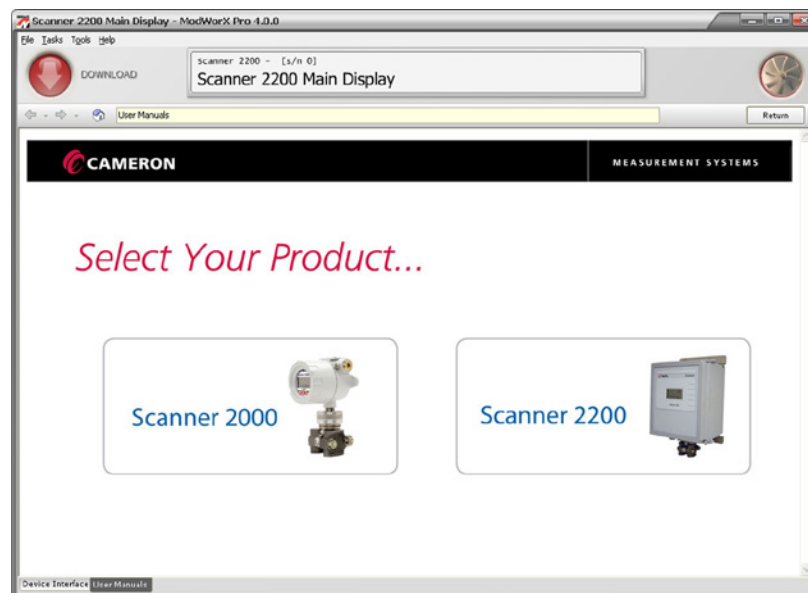 Scanner 2200 Main Display - ModWorX Pro 4.0.0
File Tasks Tools Help
DOWNLOAD
scanner 2200 - [s/n 0]
Scanner 2200 Main Display
User Manuals
Return
CAMERON
MEASUREMENT SYSTEMS
Select Your Product...
Scanner 2000
Scanner 2200
Device Interface User Manuals